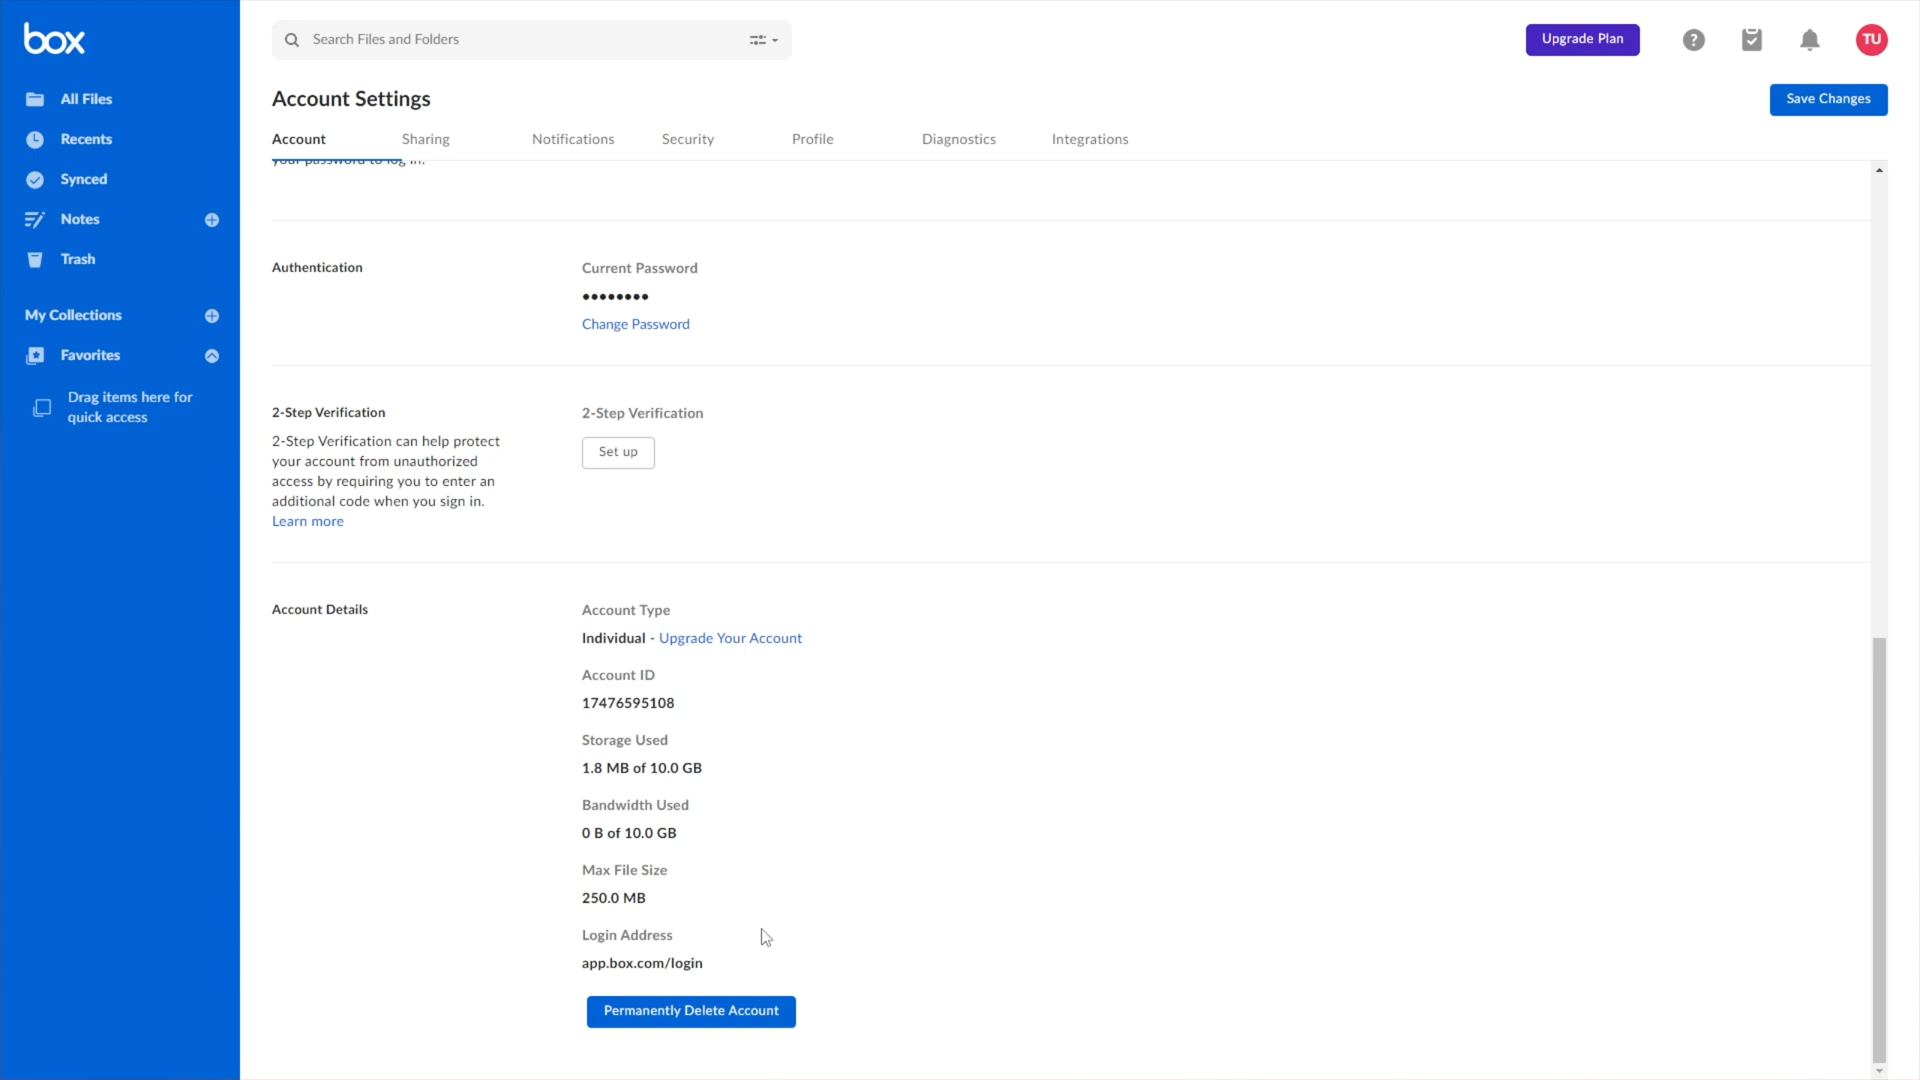 box
Search Files and Folders
Upgrade Plan
TU
All Files
Recents
Synced
Notes
Trash
My Collections
Favorites
Drag items here for
quick access
Account Settings
Save Changes
Account
Sharing
Notifications
Security
Profile
Diagnostics
Integrations
your password to log in.
Authentication
Current Password
Change Password
2-Step Verification
2-Step Verification can help protect
your account from unauthorized
access by requiring you to enter an
additional code when you sign in.
Learn more
2-Step Verification
Set up
Account Details
Account Type
Individual - Upgrade Your Account
Account ID
17476595108
Storage Used
1.8 MB of 10.0 GB
Bandwidth Used
0 B of 10.0 GB
Max File Size
250.0 MB
Login Address
app.box.com/login
Permanently Delete Account